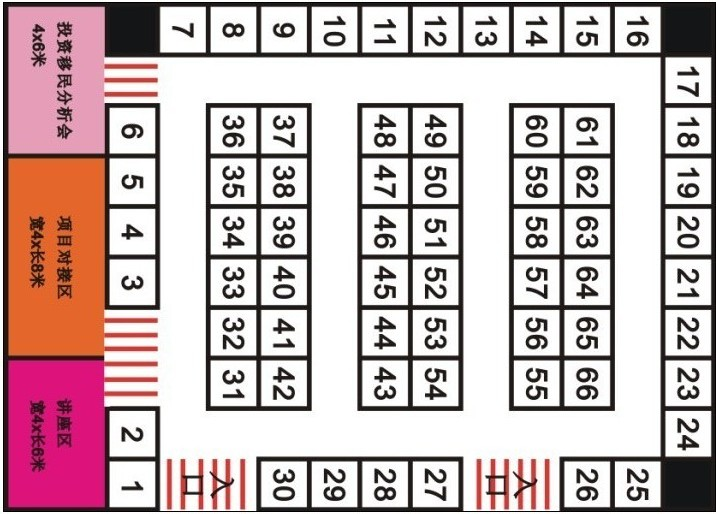 17 18 19 20 21 22 23 24
16 25
15 61 62 63 64 65 66 26
14 60 59 58 57 56 55
入口
13
12 49 50 51 52 53 54 27
11 48 47 46 45 44 43 28
10 29
9 37 38 39 40 41 42 30
8 36 35 34 33 32 31
入口
7
6 5 4 3 2 1
投资移民分析会
4x6米
项目对接区
宽4x长8米
讲座区
宽4x长6米